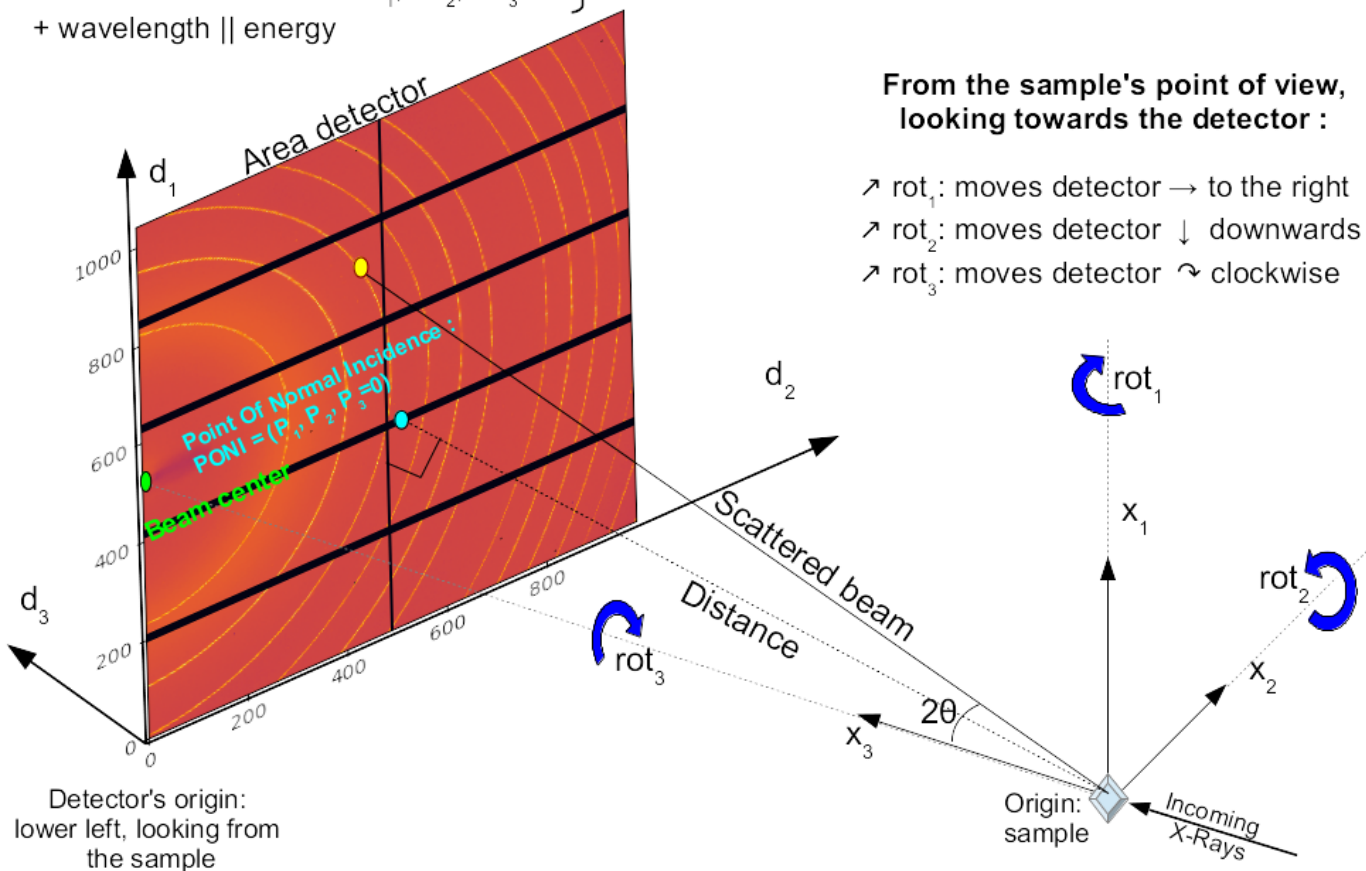 + wavelength || energy
Area detector
From the sample's point of view,
looking towards the detector :
↗ rot₁: moves detector → to the right
↗ rot₂: moves detector ↓ downwards
↗ rot₃: moves detector ↷ clockwise
d₁
1000
800
600
400
200
0
0
200
400
600
800
d₂
d₃
Point Of Normal Incidence :
PONI = (P₁, P₂, P₃=0)
Beam center
Scattered beam
Distance
2θ
rot₁
x₁
rot₂
x₂
rot₃
x₃
Origin:
sample
Incoming
X-Rays
Detector's origin:
lower left, looking from
the sample